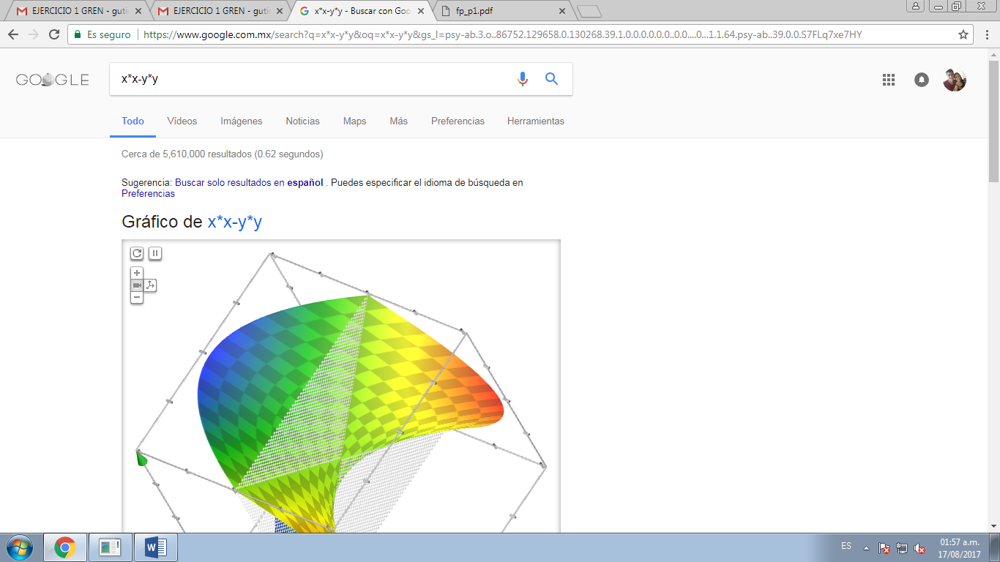 EJERCICIO 1 GREN - guti
EJERCICIO 1 GREN - guti
x*x-y*y - Buscar con Goo
fp_p1.pdf
Es seguro
https://www.google.com.mx/search?q=x*x-y*y&oq=x*x-y*y&gs_l=psy-ab.3.o..86752.129658.0.130268.39.1.0.0.0.0.0.0..0.0....0...1.1.64.psy-ab..39.0.0.S7FLq7xe7HY
GOOGLE
x*x-y*y
Todo Vídeos Imágenes Noticias Maps Más Preferencias Herramientas
Cerca de 5,610,000 resultados (0.62 segundos)
Sugerencia: Buscar solo resultados en español . Puedes especificar el idioma de búsqueda en
Preferencias
Gráfico de x*x-y*y
ES
01:57 a.m.
17/08/2017